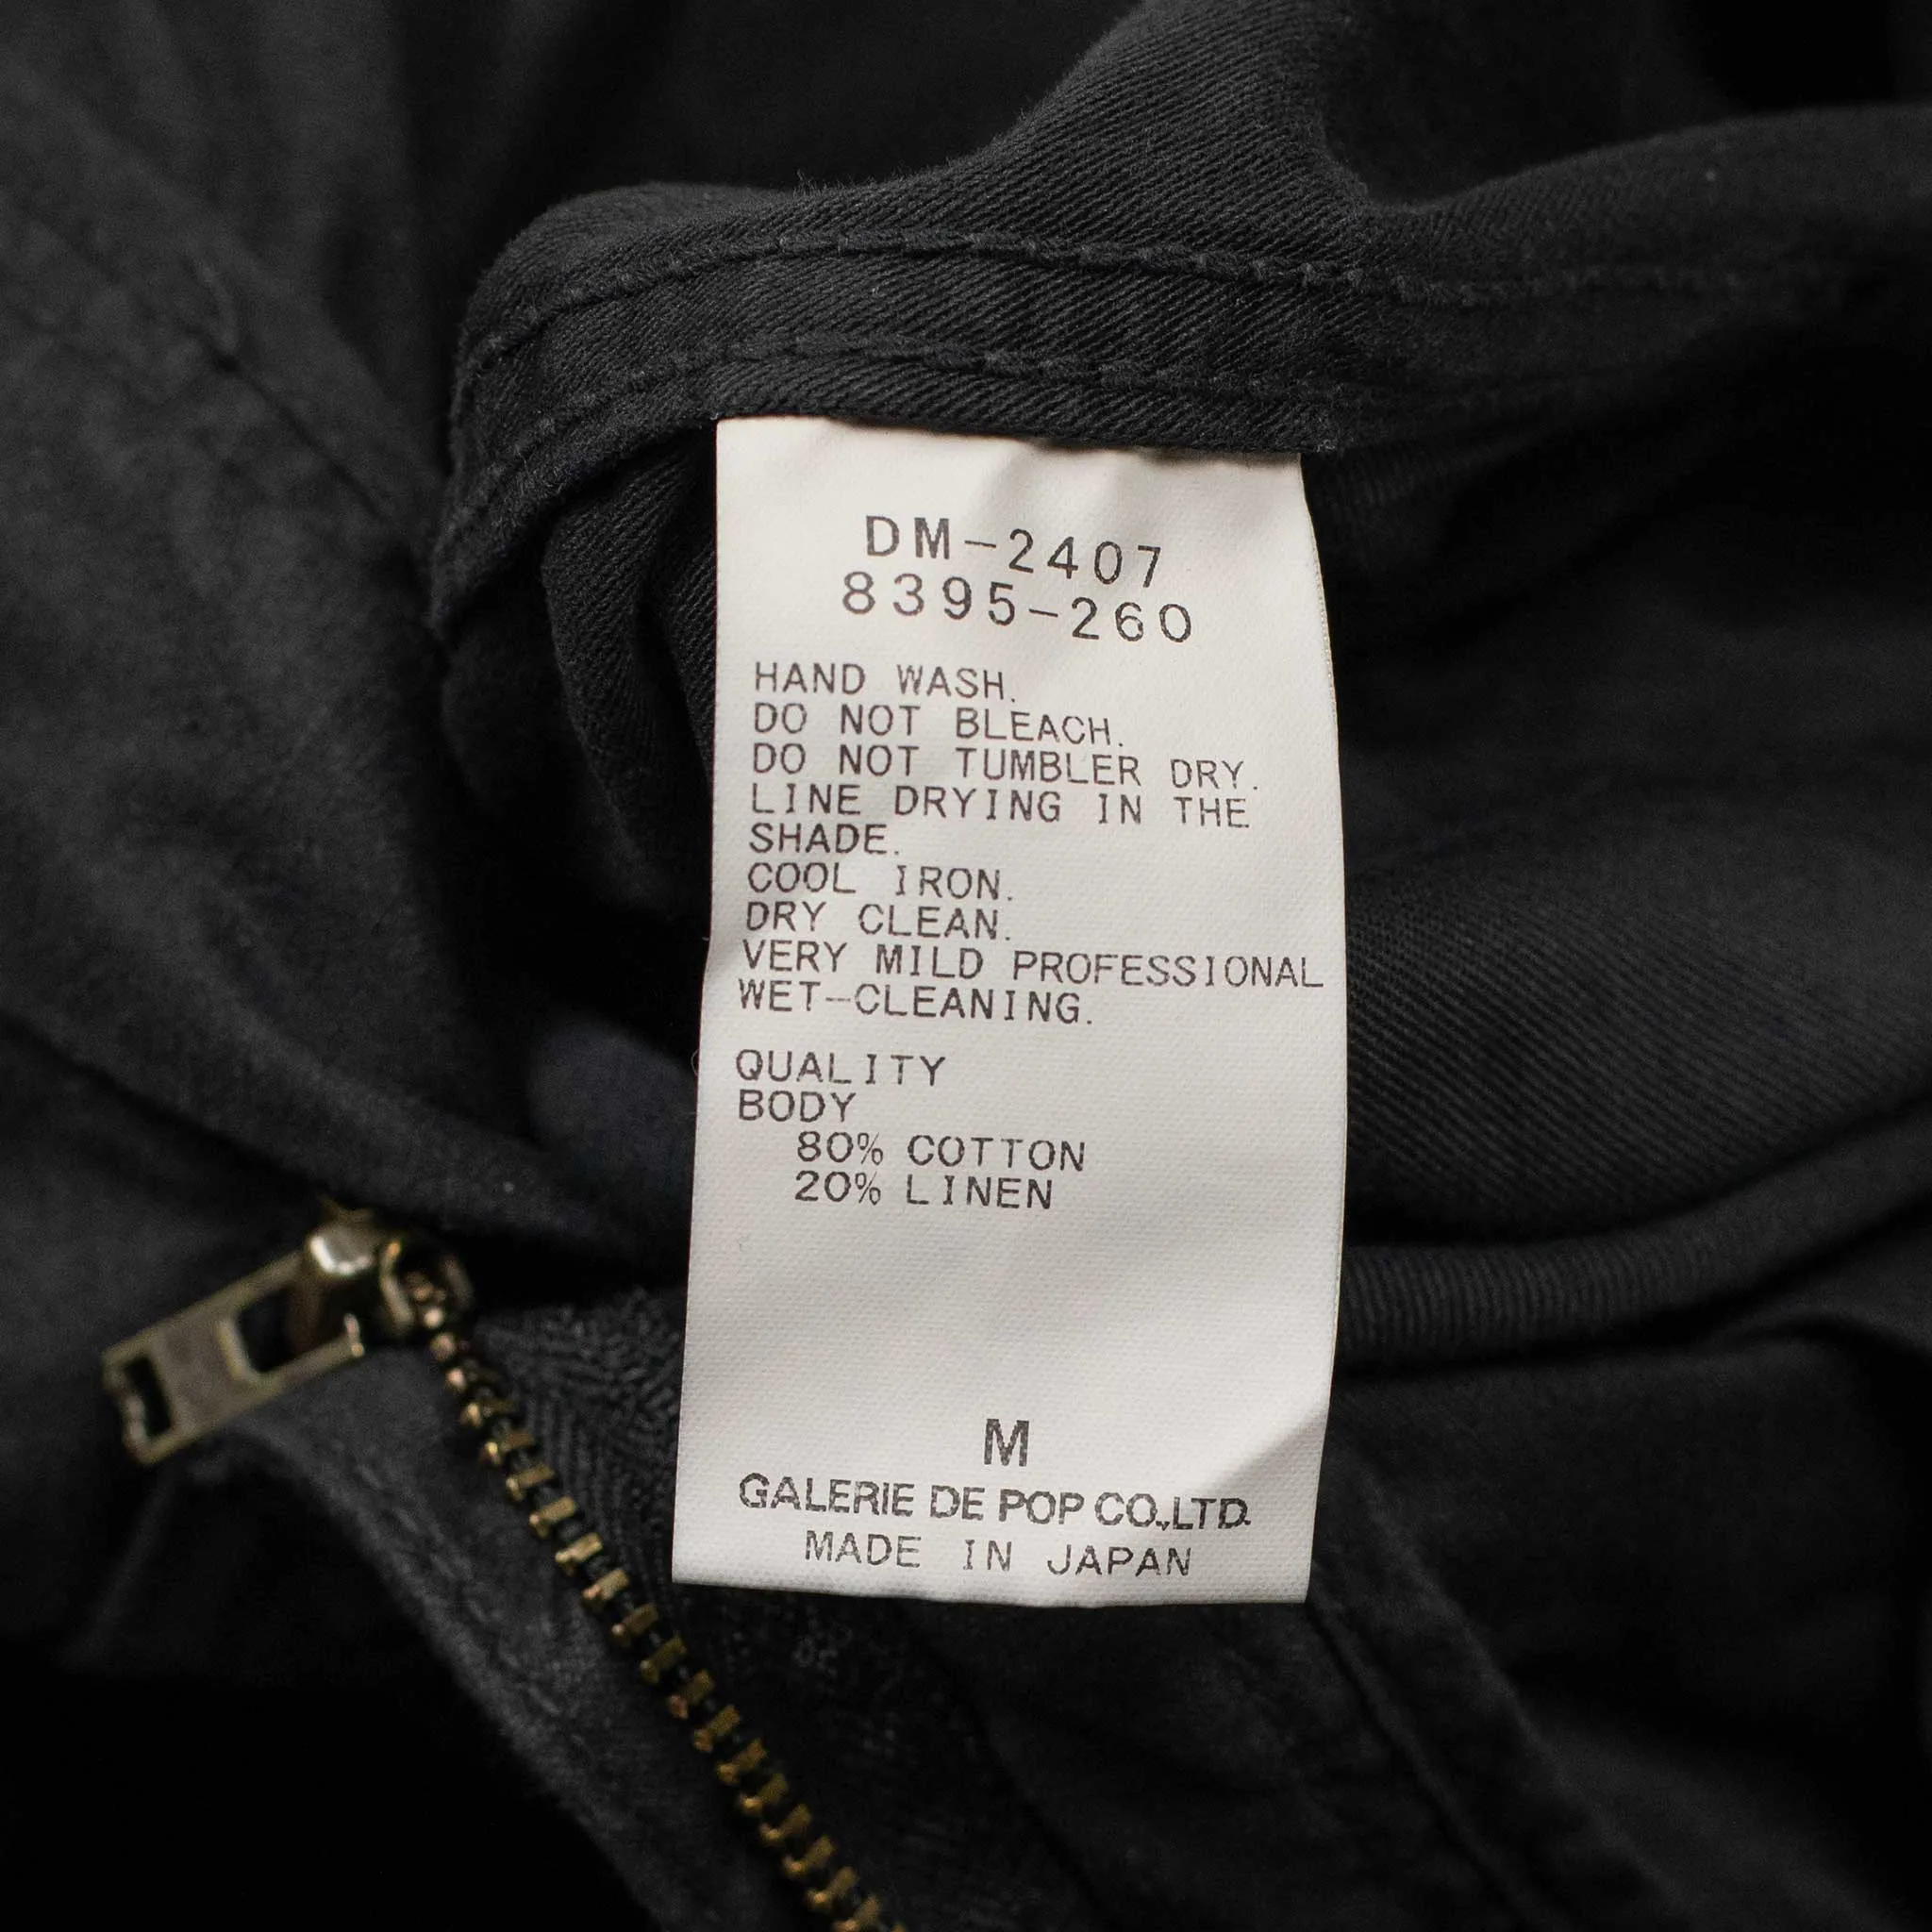 DM-2407
8395-260
HAND WASH.
DO NOT BLEACH.
DO NOT TUMBLER DRY.
LINE DRYING IN THE
SHADE.
COOL IRON.
DRY CLEAN.
VERY MILD PROFESSIONAL
WET-CLEANING.
QUALITY
BODY
80% COTTON
20% LINEN
M
GALERIE DE POP CO.,LTD.
MADE IN JAPAN